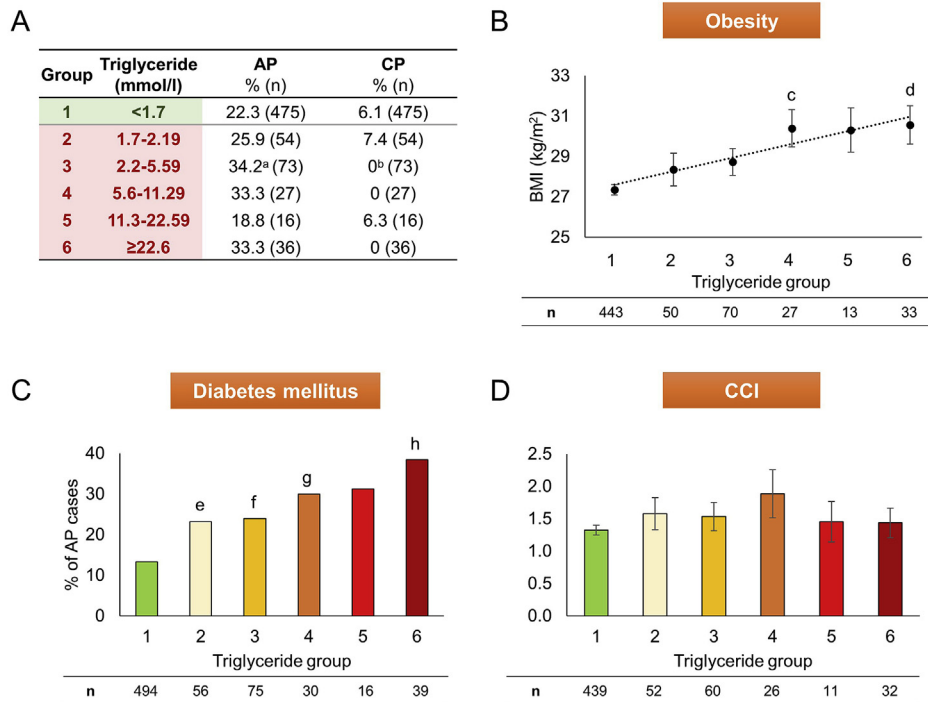 A
Group Triglyceride (mmol/l) AP % (n) CP % (n)
1 <1.7 22.3 (475) 6.1 (475)
2 1.7-2.19 25.9 (54) 7.4 (54)
3 2.2-5.59 34.2ᵃ (73) 0ᵇ (73)
4 5.6-11.29 33.3 (27) 0 (27)
5 11.3-22.59 18.8 (16) 6.3 (16)
6 ≥22.6 33.3 (36) 0 (36)
B
Obesity
BMI (kg/m²)
33
31
29
27
25
c
d
1 2 3 4 5 6
Triglyceride group
n 443 50 70 27 13 33
C
Diabetes mellitus
% of AP cases
40
30
20
10
0
e
f
g
h
1 2 3 4 5 6
Triglyceride group
n 494 56 75 30 16 39
D
CCI
2.5
2.0
1.5
1.0
0.5
0.0
1 2 3 4 5 6
Triglyceride group
n 439 52 60 26 11 32